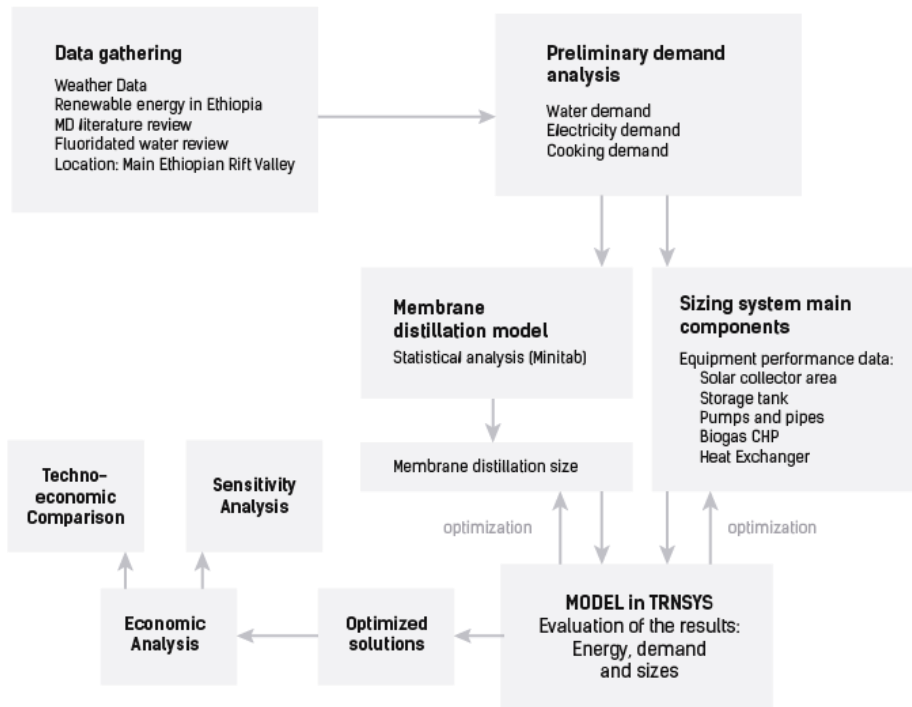 Data gathering
Weather Data
Renewable energy in Ethiopia
MD literature review
Fluoridated water review
Location: Main Ethiopian Rift Valley
Preliminary demand
analysis
Water demand
Electricity demand
Cooking demand
Membrane
distillation model
Statistical analysis (Minitab)
Sizing system main
components
Equipment performance data:
Solar collector area
Storage tank
Pumps and pipes
Biogas CHP
Heat Exchanger
Membrane distillation size
Techno-
economic
Comparison
Sensitivity
Analysis
optimization
optimization
MODEL in TRNSYS
Evaluation of the results:
Energy, demand
and sizes
Optimized
solutions
Economic
Analysis